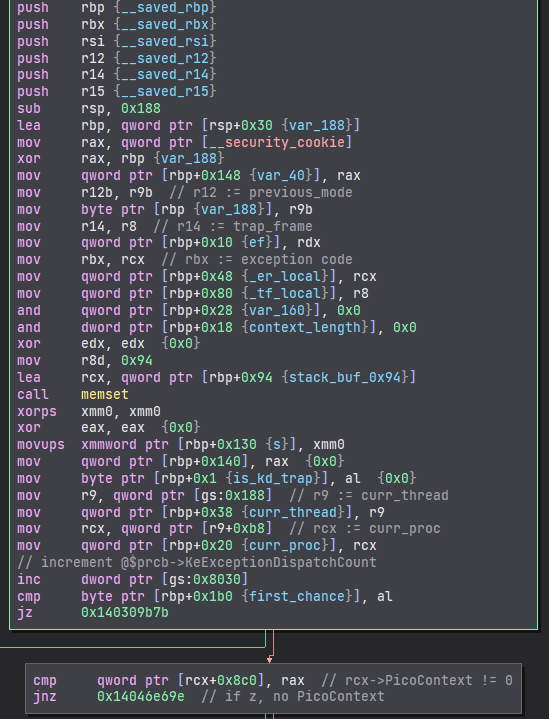 push    rbp {__saved_rbp}
push    rbx {__saved_rbx}
push    rsi {__saved_rsi}
push    r12 {__saved_r12}
push    r14 {__saved_r14}
push    r15 {__saved_r15}
sub     rsp, 0x188
lea     rbp, qword ptr [rsp+0x30 {var_188}]
mov     rax, qword ptr [__security_cookie]
xor     rax, rbp {var_188}
mov     qword ptr [rbp+0x148 {var_40}], rax
mov     r12b, r9b  // r12 := previous_mode
mov     byte ptr [rbp {var_188}], r9b
mov     r14, r8  // r14 := trap_frame
mov     qword ptr [rbp+0x10 {ef}], rdx
mov     rbx, rcx  // rbx := exception code
mov     qword ptr [rbp+0x48 {_er_local}], rcx
mov     qword ptr [rbp+0x80 {_tf_local}], r8
and     qword ptr [rbp+0x28 {var_160}], 0x0
and     dword ptr [rbp+0x18 {context_length}], 0x0
xor     edx, edx  {0x0}
mov     r8d, 0x94
lea     rcx, qword ptr [rbp+0x94 {stack_buf_0x94}]
call    memset
xorps   xmm0, xmm0
xor     eax, eax  {0x0}
movups  xmmword ptr [rbp+0x130 {s}], xmm0
mov     qword ptr [rbp+0x140], rax  {0x0}
mov     byte ptr [rbp+0x1 {is_kd_trap}], al  {0x0}
mov     r9, qword ptr [gs:0x188]  // r9 := curr_thread
mov     qword ptr [rbp+0x38 {curr_thread}], r9
mov     rcx, qword ptr [r9+0xb8]  // rcx := curr_proc
mov     qword ptr [rbp+0x20 {curr_proc}], rcx
// increment @$prcb->KeExceptionDispatchCount
inc     dword ptr [gs:0x8030]
cmp     byte ptr [rbp+0x1b0 {first_chance}], al
jz      0x140309b7b
cmp     qword ptr [rcx+0x8c0], rax  // rcx->PicoContext != 0
jnz     0x14046e69e  // if z, no PicoContext